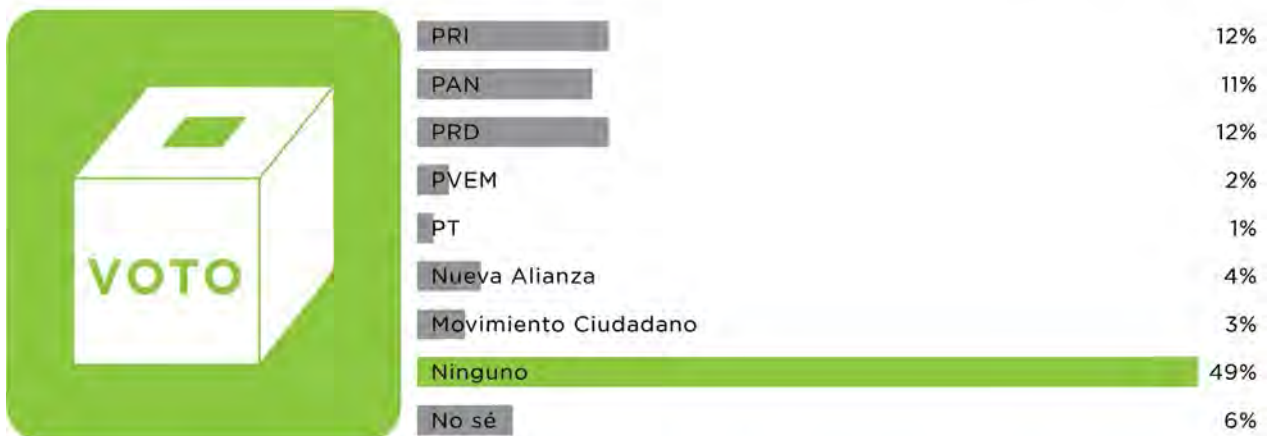 VOTO
PRI 12%
PAN 11%
PRD 12%
PVEM 2%
PT 1%
Nueva Alianza 4%
Movimiento Ciudadano 3%
Ninguno 49%
No sé 6%